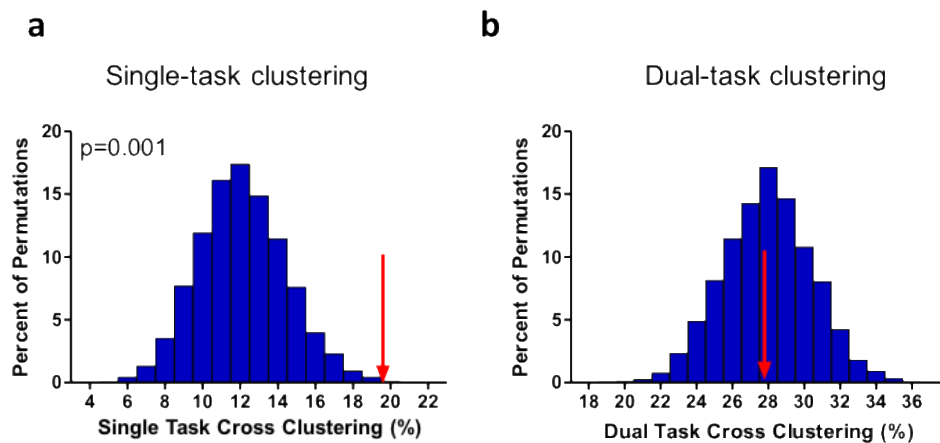 a
Single-task clustering
p=0.001
Percent of Permutations
20
15
10
5
0
4 6 8 10 12 14 16 18 20 22
Single Task Cross Clustering (%)
b
Dual-task clustering
Percent of Permutations
20
15
10
5
0
18 20 22 24 26 28 30 32 34 36
Dual Task Cross Clustering (%)